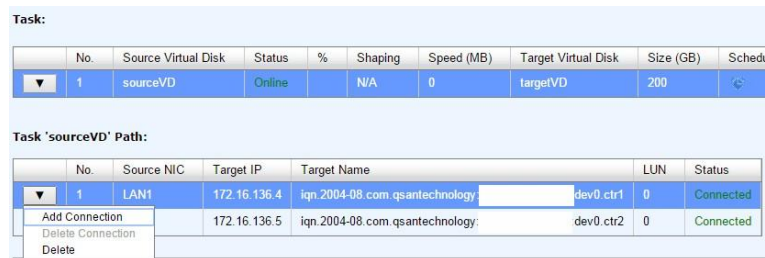 Task:
No. Source Virtual Disk Status % Shaping Speed (MB) Target Virtual Disk Size (GB) Schedu
▼ 1 sourceVD Online N/A 0 targetVD 200
Task 'sourceVD' Path:
No. Source NIC Target IP Target Name LUN Status
▼ 1 LAN1 172.16.136.4 iqn.2004-08.com.qsantechnology: dev0.ctr1 0 Connected
Add Connection
172.16.136.5 iqn.2004-08.com.qsantechnology: dev0.ctr2 0 Connected
Delete Connection
Delete